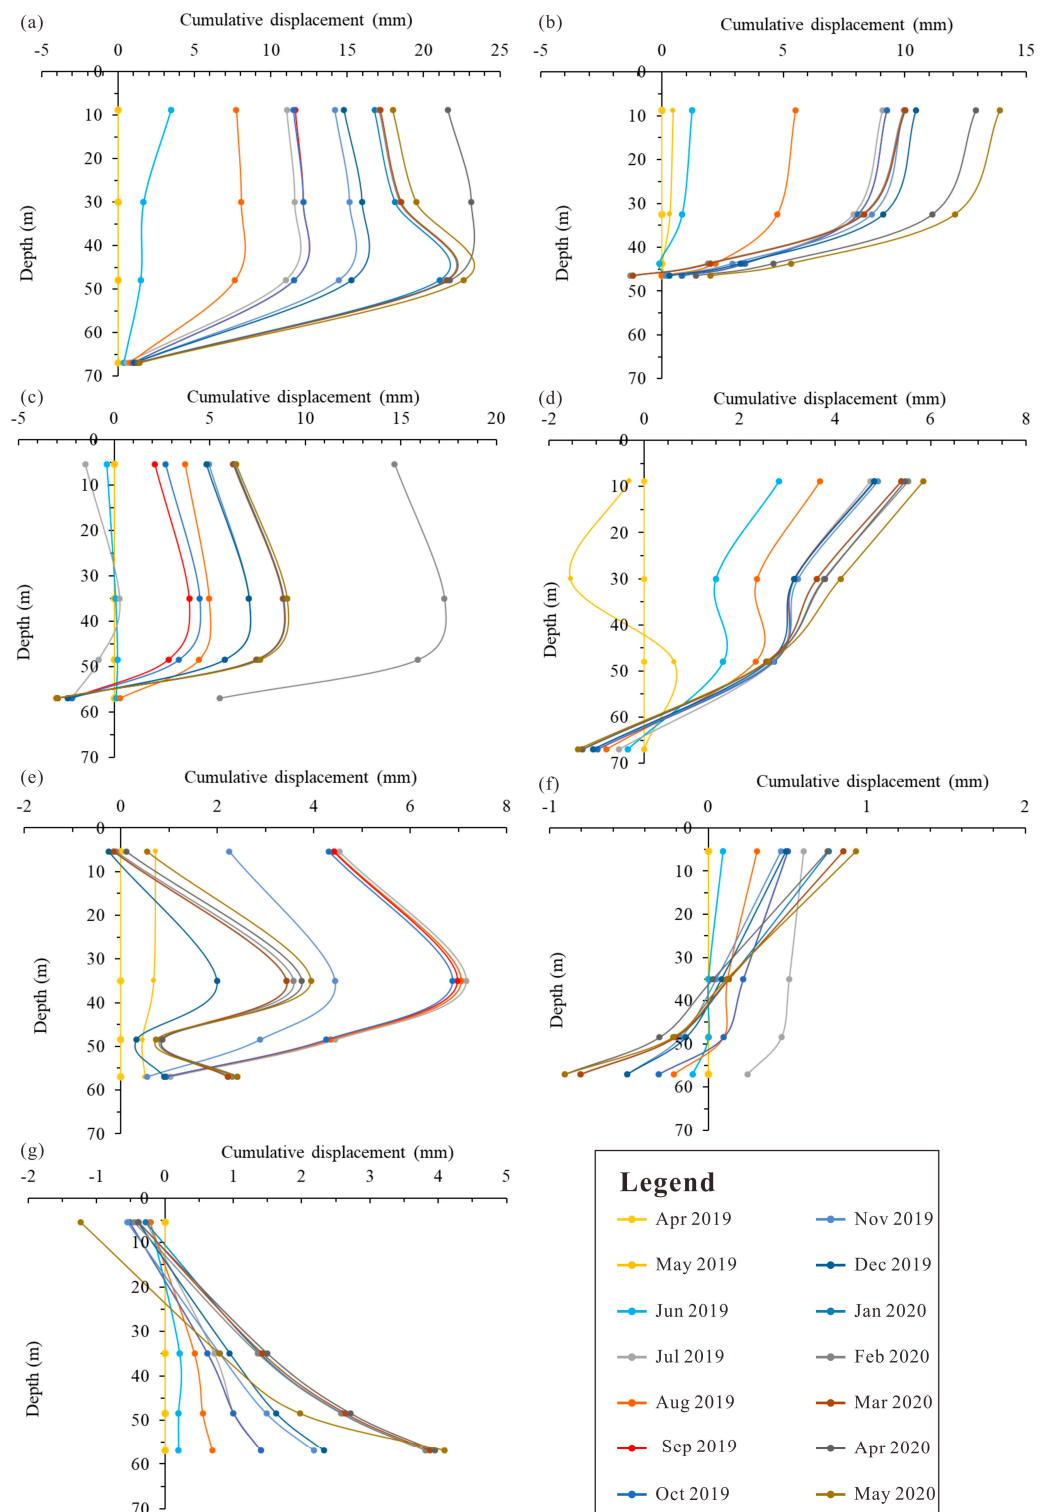 (a) Cumulative displacement (mm)
-5 0 5 10 15 20 25
0
10
20
30
40
50
60
70
Depth (m)
(b) Cumulative displacement (mm)
-5 0 5 10 15
0
10
20
30
40
50
60
70
Depth (m)
(c) Cumulative displacement (mm)
-5 0 5 10 15 20
0
10
20
30
40
50
60
70
Depth (m)
(d) Cumulative displacement (mm)
-2 0 2 4 6 8
0
10
20
30
40
50
60
70
Depth (m)
(e) Cumulative displacement (mm)
-2 0 2 4 6 8
0
10
20
30
40
50
60
70
Depth (m)
(f) Cumulative displacement (mm)
-1 0 1 2
0
10
20
30
40
50
60
70
Depth (m)
(g) Cumulative displacement (mm)
-2 -1 0 1 2 3 4 5
0
10
20
30
40
50
60
70
Depth (m)
Legend
Apr 2019
May 2019
Jun 2019
Jul 2019
Aug 2019
Sep 2019
Oct 2019
Nov 2019
Dec 2019
Jan 2020
Feb 2020
Mar 2020
Apr 2020
May 2020